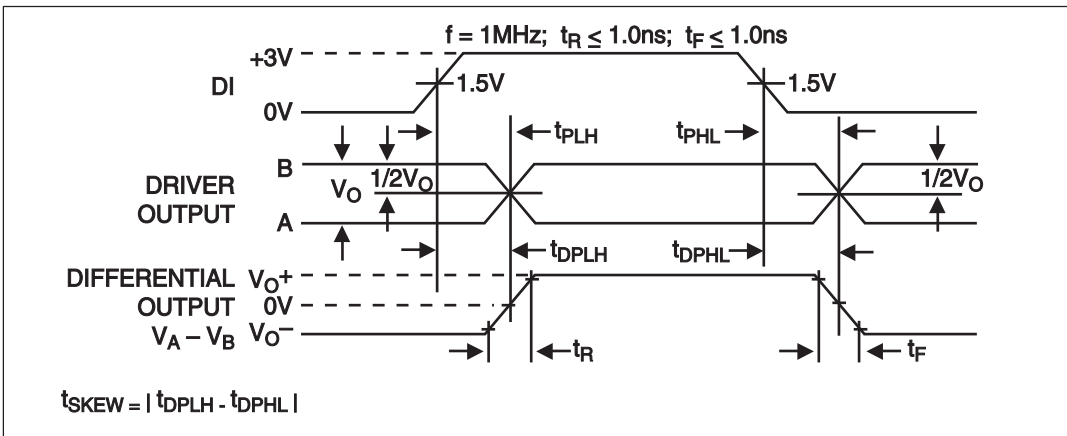 f = 1MHz; tR ≤ 1.0ns; tF ≤ 1.0ns
+3V
DI
1.5V
1.5V
0V
tPLH
tPHL
B
DRIVER
OUTPUT
VO
1/2VO
1/2VO
A
tDPLH
tDPHL
DIFFERENTIAL
OUTPUT
VA – VB
VO+
0V
VO–
tR
tF
tSKEW = | tDPLH - tDPHL |